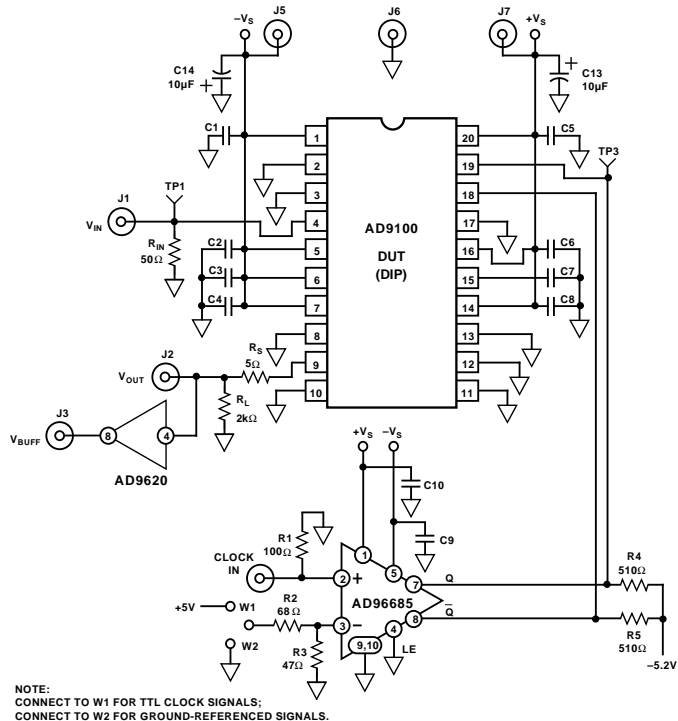 J5
J6
J7
–VS
+VS
C14
10µF
+
+
C13
10µF
C1
1
20
C5
TP3
2
19
TP1
3
18
J1
VIN
4
AD9100
17
DUT
(DIP)
RIN
50Ω
C2
5
16
C6
C3
6
15
C7
C4
7
14
C8
8
13
RS
5Ω
9
12
J2
VOUT
10
11
RL
2kΩ
J3
VBUFF
8
4
AD9620
+VS
–VS
C10
C9
R1
100Ω
CLOCK
IN
1
5
2
+
7
Q
R4
510Ω
AD96685
+5V
W1
R2
68Ω
3
–
8
Q
R5
510Ω
4
LE
W2
R3
47Ω
9,10
–5.2V
NOTE:
CONNECT TO W1 FOR TTL CLOCK SIGNALS;
CONNECT TO W2 FOR GROUND-REFERENCED SIGNALS.